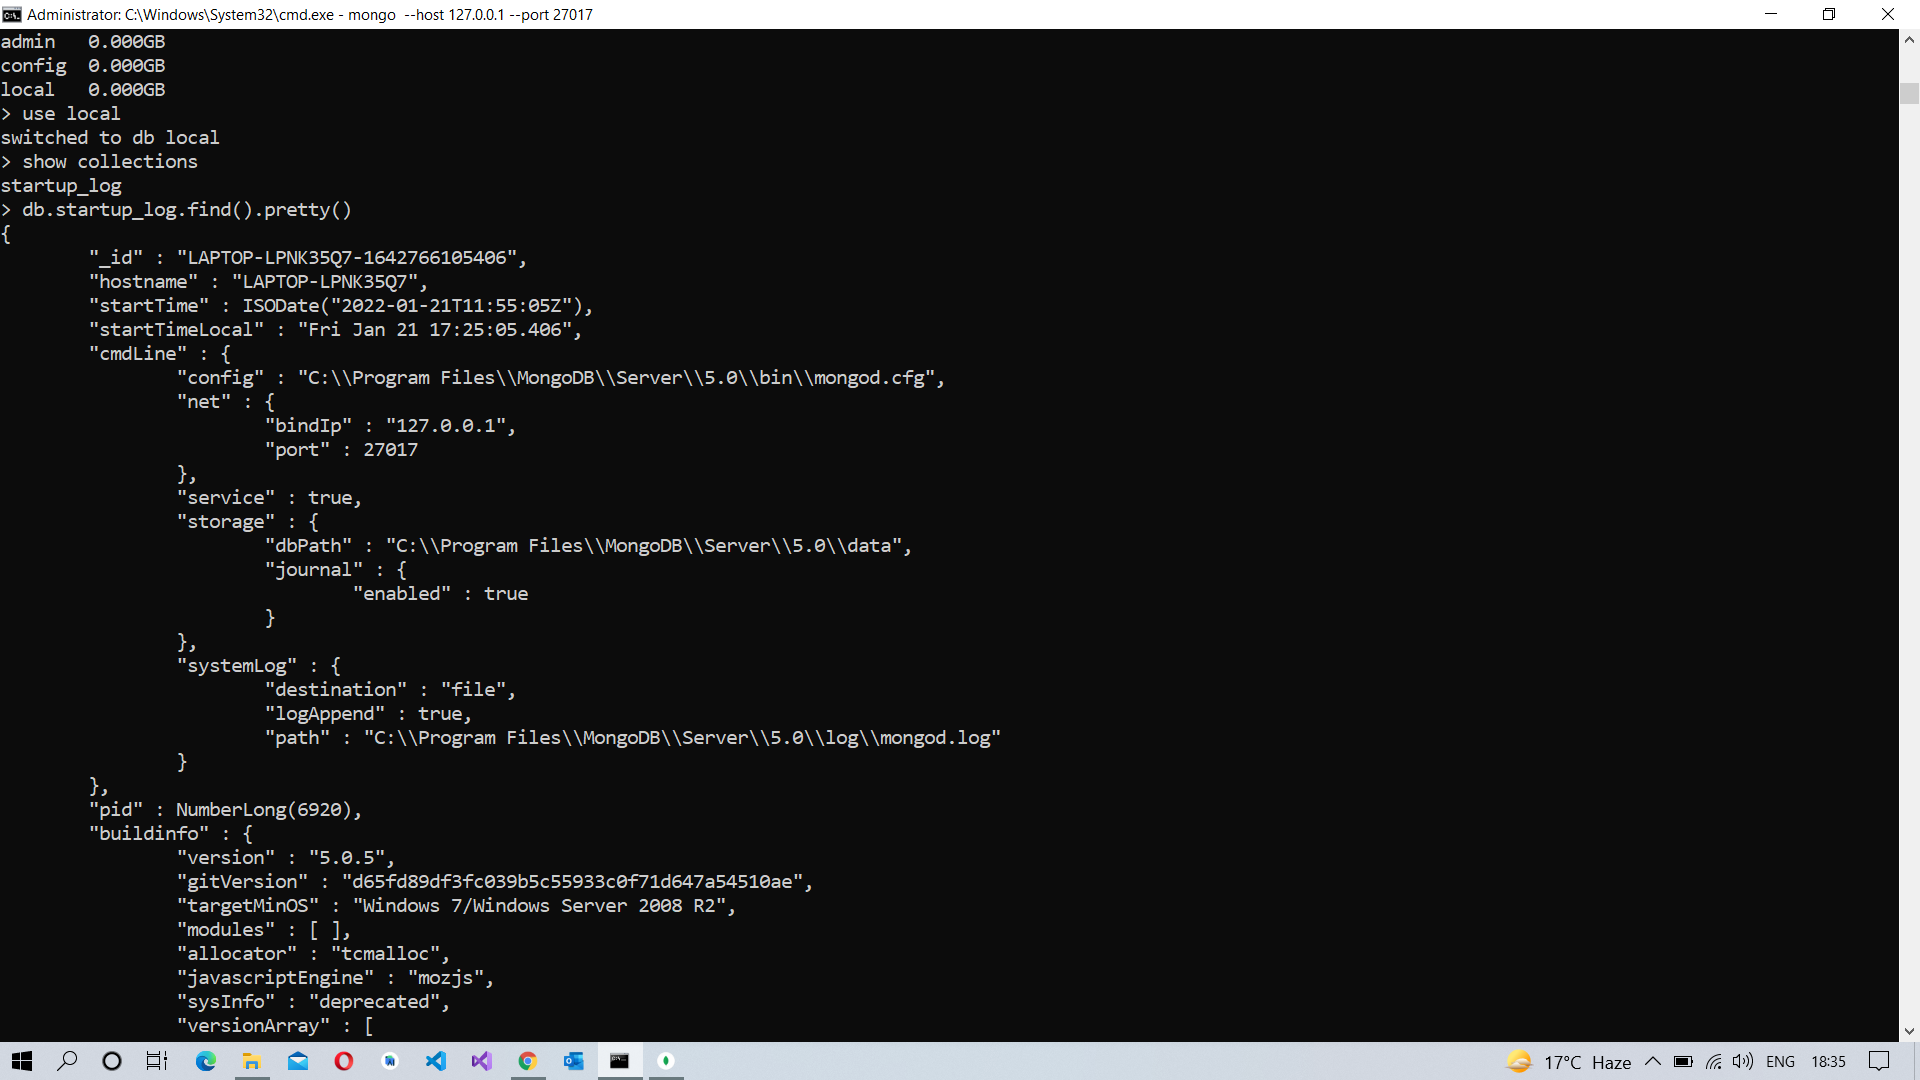 Administrator: C:\Windows\System32\cmd.exe - mongo  --host 127.0.0.1 --port 27017
admin   0.000GB
config  0.000GB
local   0.000GB
> use local
switched to db local
> show collections
startup_log
> db.startup_log.find().pretty()
{
        "_id" : "LAPTOP-LPNK35Q7-1642766105406",
        "hostname" : "LAPTOP-LPNK35Q7",
        "startTime" : ISODate("2022-01-21T11:55:05Z"),
        "startTimeLocal" : "Fri Jan 21 17:25:05.406",
        "cmdLine" : {
                "config" : "C:\\Program Files\\MongoDB\\Server\\5.0\\bin\\mongod.cfg",
                "net" : {
                        "bindIp" : "127.0.0.1",
                        "port" : 27017
                },
                "service" : true,
                "storage" : {
                        "dbPath" : "C:\\Program Files\\MongoDB\\Server\\5.0\\data",
                        "journal" : {
                                "enabled" : true
                        }
                },
                "systemLog" : {
                        "destination" : "file",
                        "logAppend" : true,
                        "path" : "C:\\Program Files\\MongoDB\\Server\\5.0\\log\\mongod.log"
                }
        },
        "pid" : NumberLong(6920),
        "buildinfo" : {
                "version" : "5.0.5",
                "gitVersion" : "d65fd89df3fc039b5c55933c0f71d647a54510ae",
                "targetMinOS" : "Windows 7/Windows Server 2008 R2",
                "modules" : [ ],
                "allocator" : "tcmalloc",
                "javascriptEngine" : "mozjs",
                "sysInfo" : "deprecated",
                "versionArray" : [
17°C  Haze  ENG  18:35